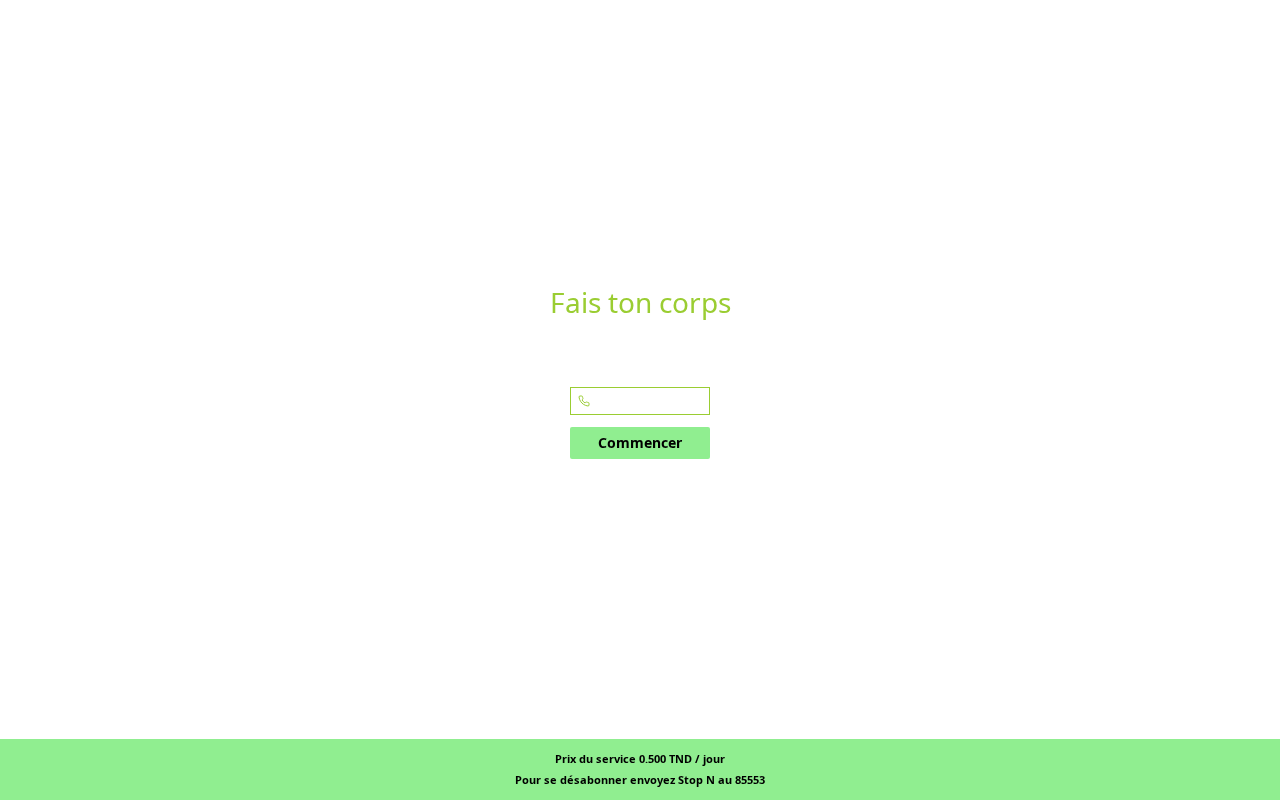 Fais ton corps
Commencer
Prix du service 0.500 TND / jour
Pour se désabonner envoyez Stop N au 85553